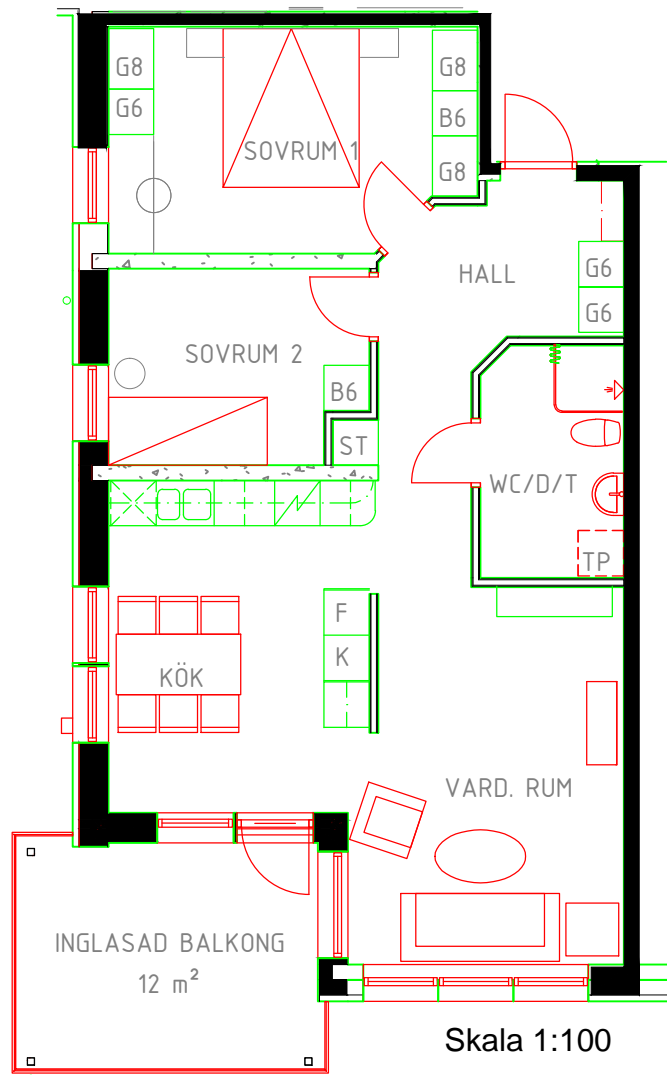 G8
G6
SOVRUM 1
G8
B6
G8
HALL
G6
G6
SOVRUM 2
B6
ST
WC/D/T
TP
F
K
KÖK
VARD. RUM
INGLASAD BALKONG
12 m²
Skala 1:100